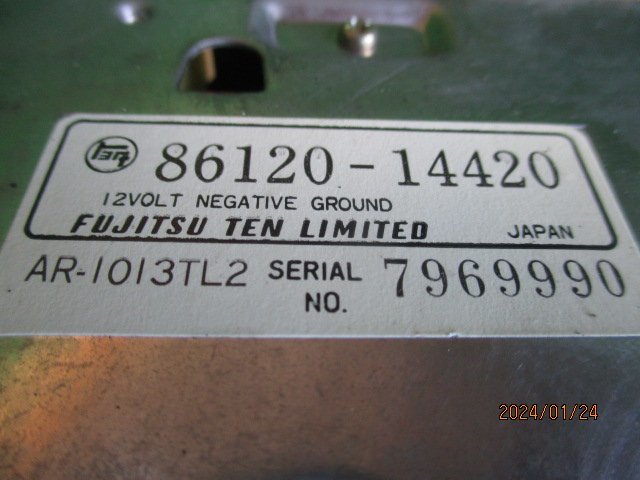 86120-14420
12VOLT NEGATIVE GROUND
FUJITSU TEN LIMITED JAPAN
AR-1013TL2 SERIAL NO. 7969990
2024/01/24